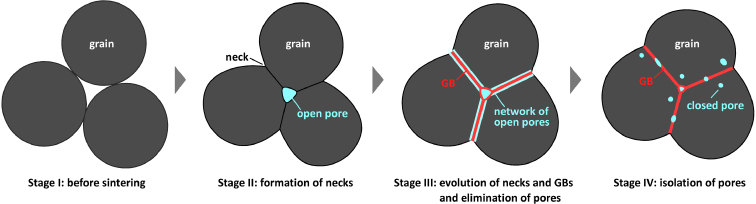 grain
Stage I: before sintering
neck
grain
open pore
Stage II: formation of necks
grain
GB
network of
open pores
Stage III: evolution of necks and GBs
and elimination of pores
grain
GB
closed pore
Stage IV: isolation of pores